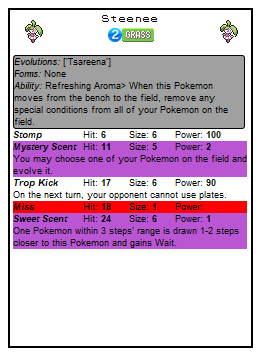 Steenee
2 GRASS
Evolutions: ['Tsareena']
Forms: None
Ability: Refreshing Aroma> When this Pokemon
moves from the bench to the field, remove any
special conditions from all of your Pokemon on the
field.
Stomp Hit: 6 Size: 6 Power: 100
Mystery Scent Hit: 11 Size: 5 Power: 2
You may choose one of your Pokemon on the field and
evolve it.
Trop Kick Hit: 17 Size: 6 Power: 90
On the next turn, your opponent cannot use plates.
Miss Hit: 18 Size: 1 Power:
Sweet Scent Hit: 24 Size: 6 Power: 1
One Pokemon within 3 steps' range is drawn 1-2 steps
closer to this Pokemon and gains Wait.